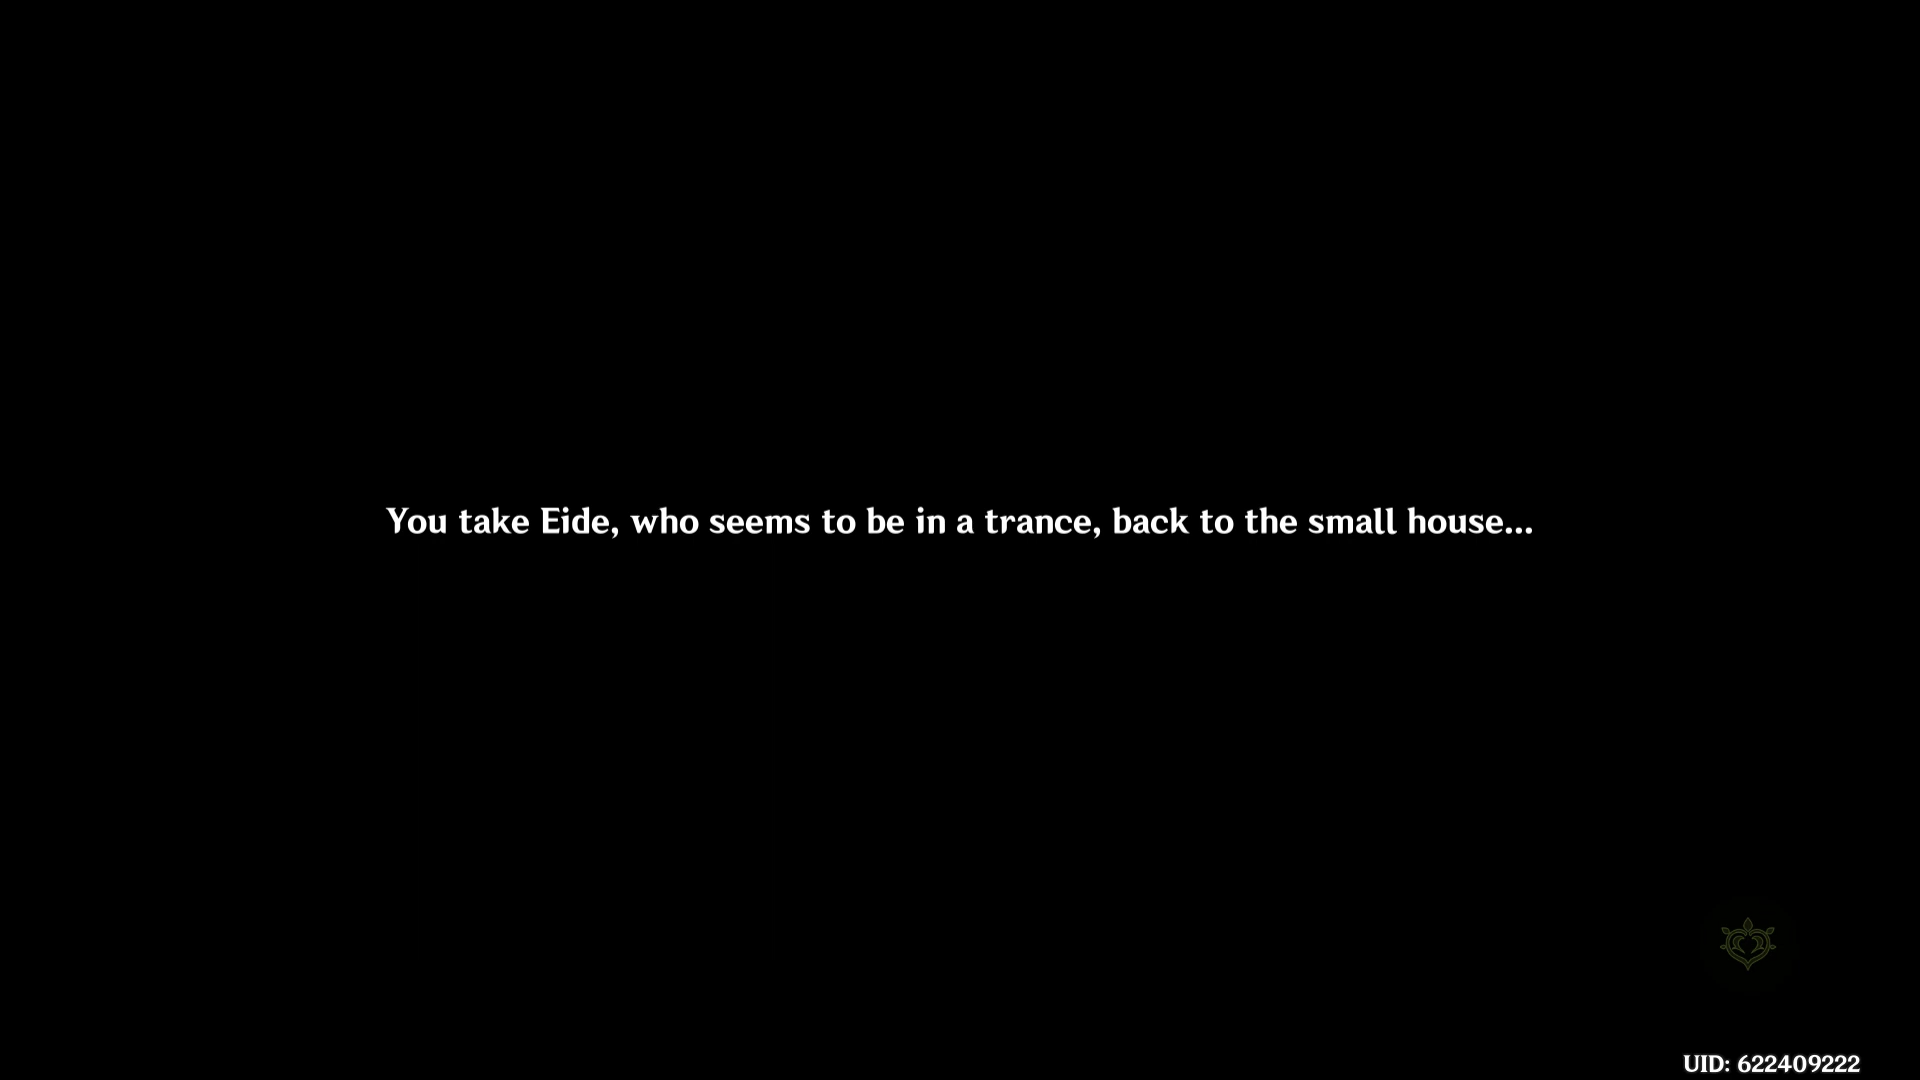 You take Eide, who seems to be in a trance, back to the small house...
UID: 622409222